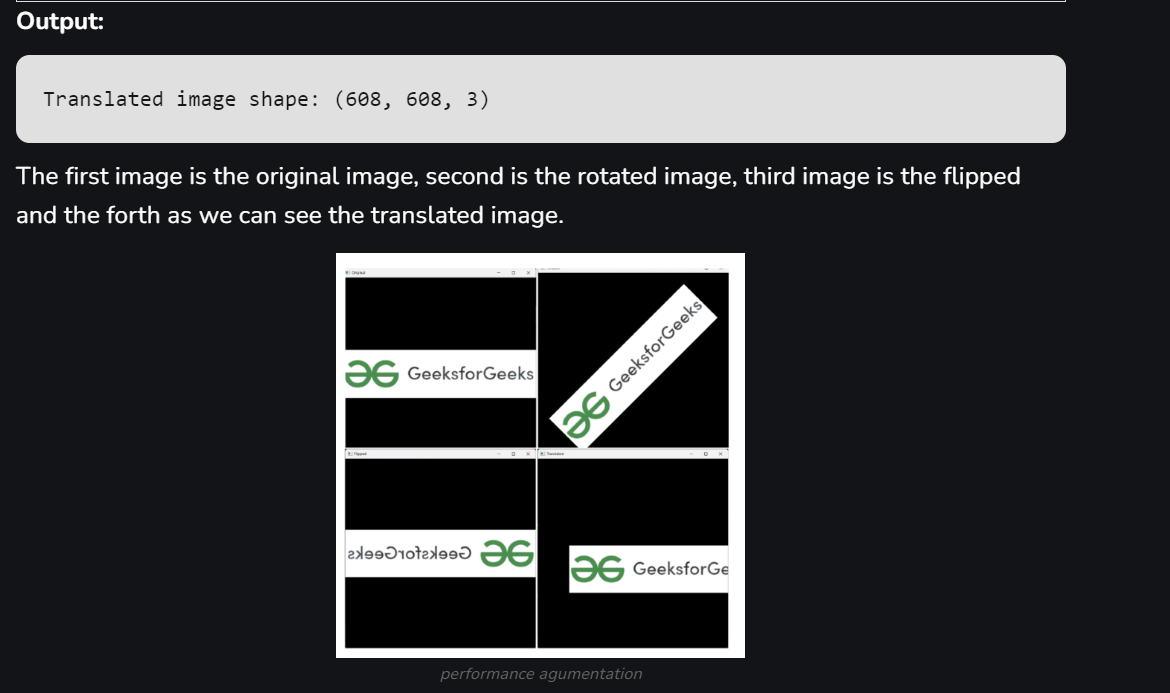 Output:
Translated image shape: (608, 608, 3)
The first image is the original image, second is the rotated image, third image is the flipped
and the forth as we can see the translated image.
Original
GeeksforGeeks
GeeksforGeeks
Flipped
Translated
GeeksforGeeks
GeeksforGe
performance agumentation